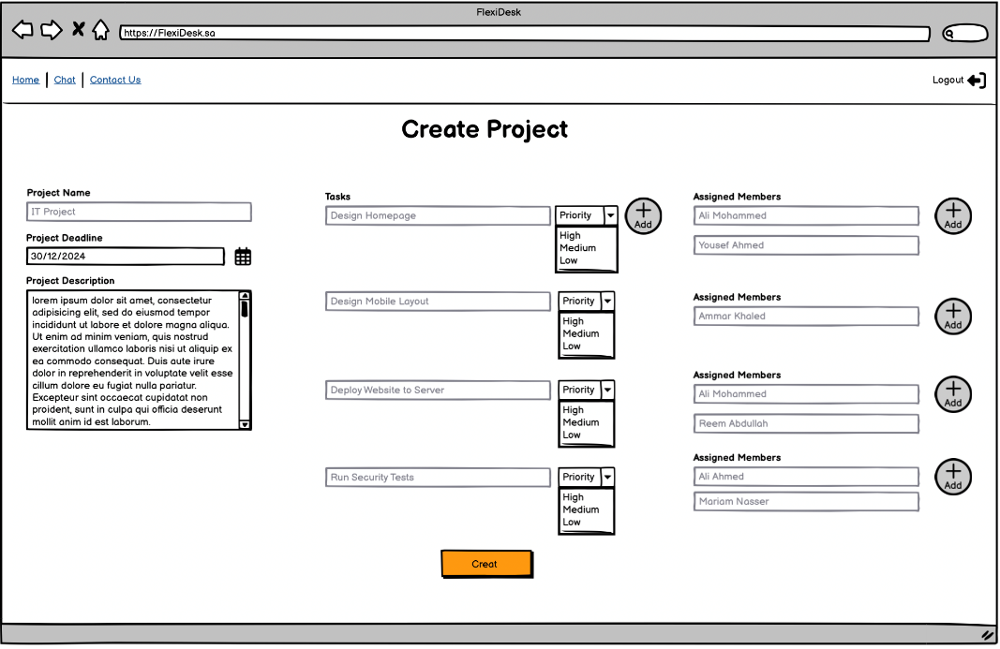 FlexiDesk
https://FlexiDesk.sa
Home
Chat
Contact Us
Logout
Create Project
Project Name
IT Project
Project Deadline
30/12/2024
Project Description
lorem ipsum dolor sit amet, consectetur
adipisicing elit, sed do eiusmod tempor
incididunt ut labore et dolore magna aliqua.
Ut enim ad minim veniam, quis nostrud
exercitation ullamco laboris nisi ut aliquip ex
ea commodo consequat. Duis aute irure
dolor in reprehenderit in voluptate velit esse
cillum dolore eu fugiat nulla pariatur.
Excepteur sint occaecat cupidatat non
proident, sunt in culpa qui officia deserunt
mollit anim id est laborum.
Tasks
Design Homepage
Priority
High
Medium
Low
Add
Assigned Members
Ali Mohammed
Yousef Ahmed
Add
Design Mobile Layout
Priority
High
Medium
Low
Assigned Members
Ammar Khaled
Add
Deploy Website to Server
Priority
High
Medium
Low
Assigned Members
Ali Mohammed
Reem Abdullah
Add
Run Security Tests
Priority
High
Medium
Low
Assigned Members
Ali Ahmed
Mariam Nasser
Add
Creat